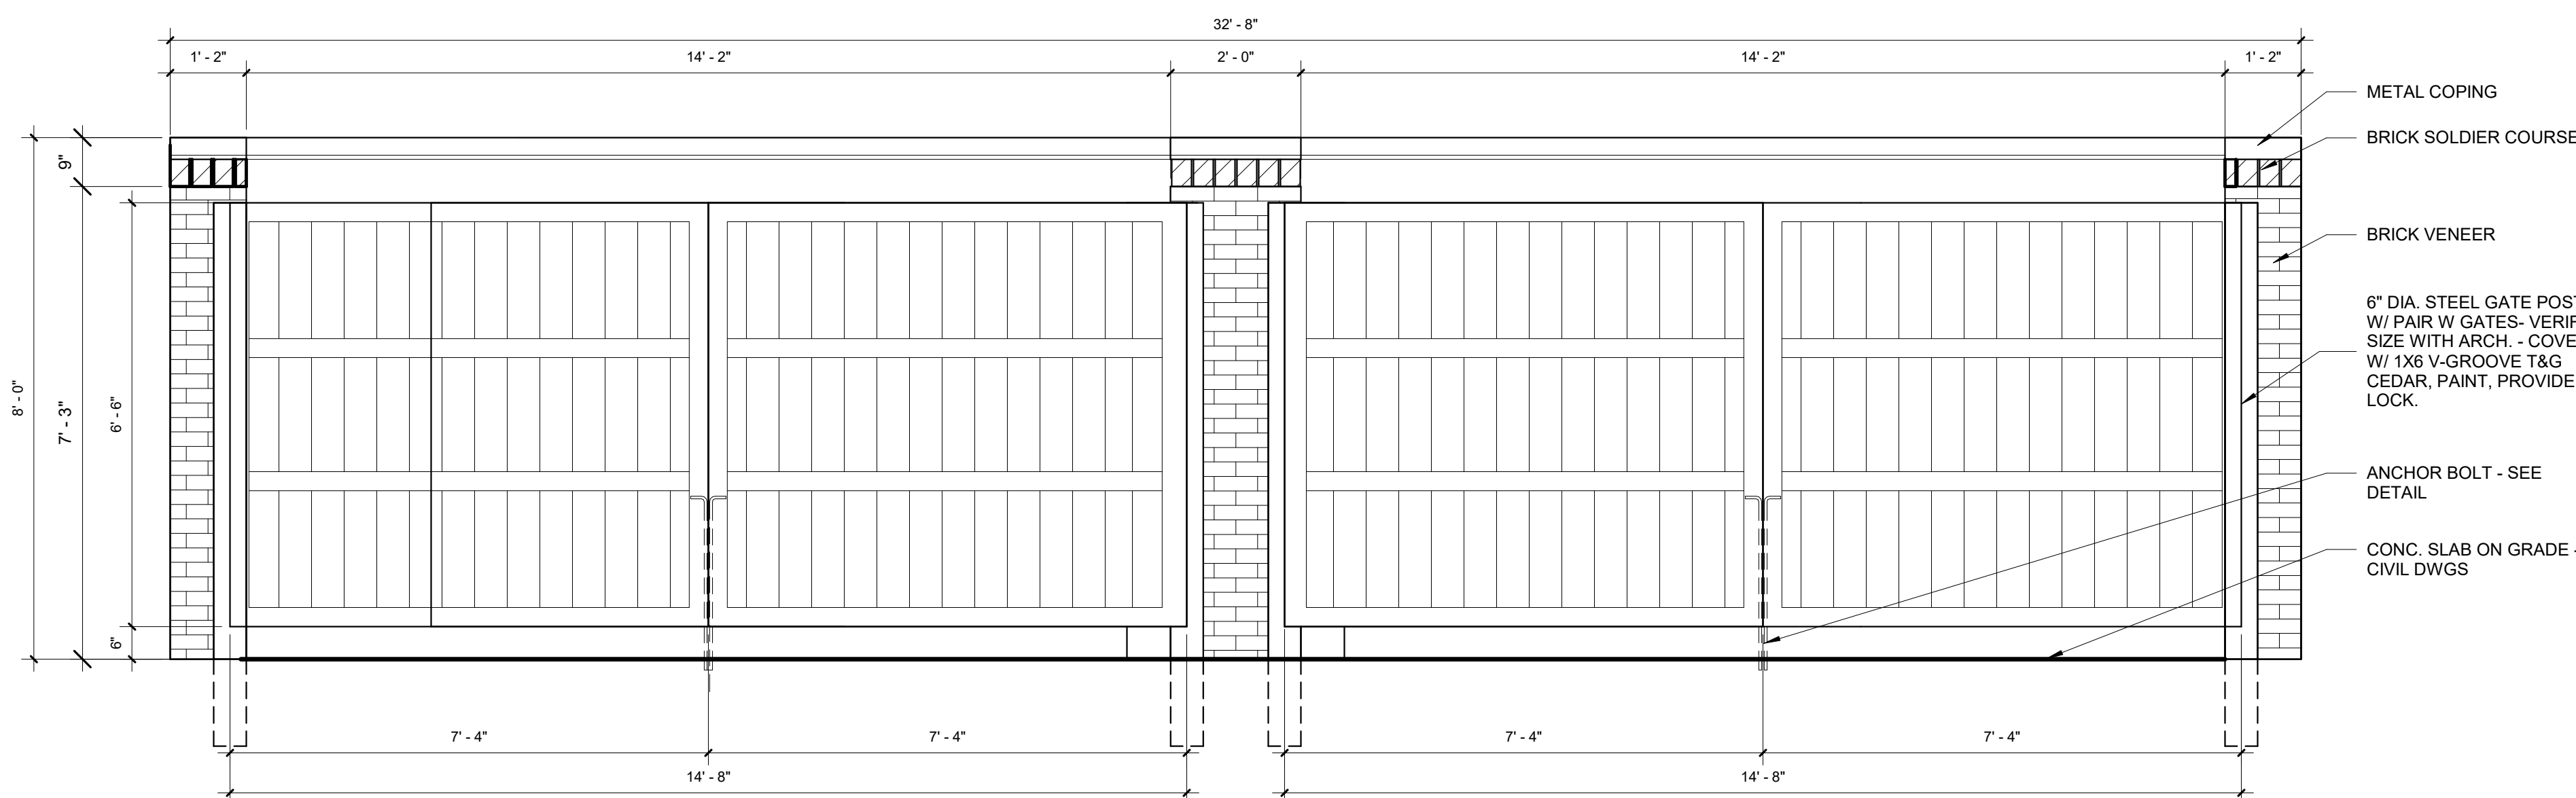 32' - 8"
1' - 2"
14' - 2"
2' - 0"
14' - 2"
1' - 2"
METAL COPING
BRICK SOLDIER COURSE
9"
BRICK VENEER
6" DIA. STEEL GATE POST
W/ PAIR W GATES- VERIF
SIZE WITH ARCH. - COVE
W/ 1X6 V-GROOVE T&G
CEDAR, PAINT, PROVIDE
LOCK.
8' - 0"
7' - 3"
6' - 6"
ANCHOR BOLT - SEE
DETAIL
CONC. SLAB ON GRADE -
CIVIL DWGS
6"
7' - 4"
7' - 4"
7' - 4"
7' - 4"
14' - 8"
14' - 8"